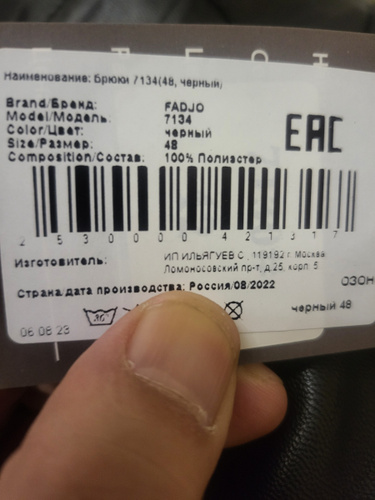 Наименование: Брюки 7134(48, черный)
Brand/Бренд: FADJO
Model/Модель: 7134
Color/Цвет: черный
Size/Размер: 48
Composition/Состав: 100% Полиэстер
EAC
2 5 3 0 0 0 4 2 1 3 1 7
Изготовитель: ИП ИЛЬЯГУЕВ С , 119192 г. Москва
Ломоносовский пр-т, д.25, корп. 5
Страна/дата производства: Россия/08/2022
ОЗОН
черный 48
06 08 23